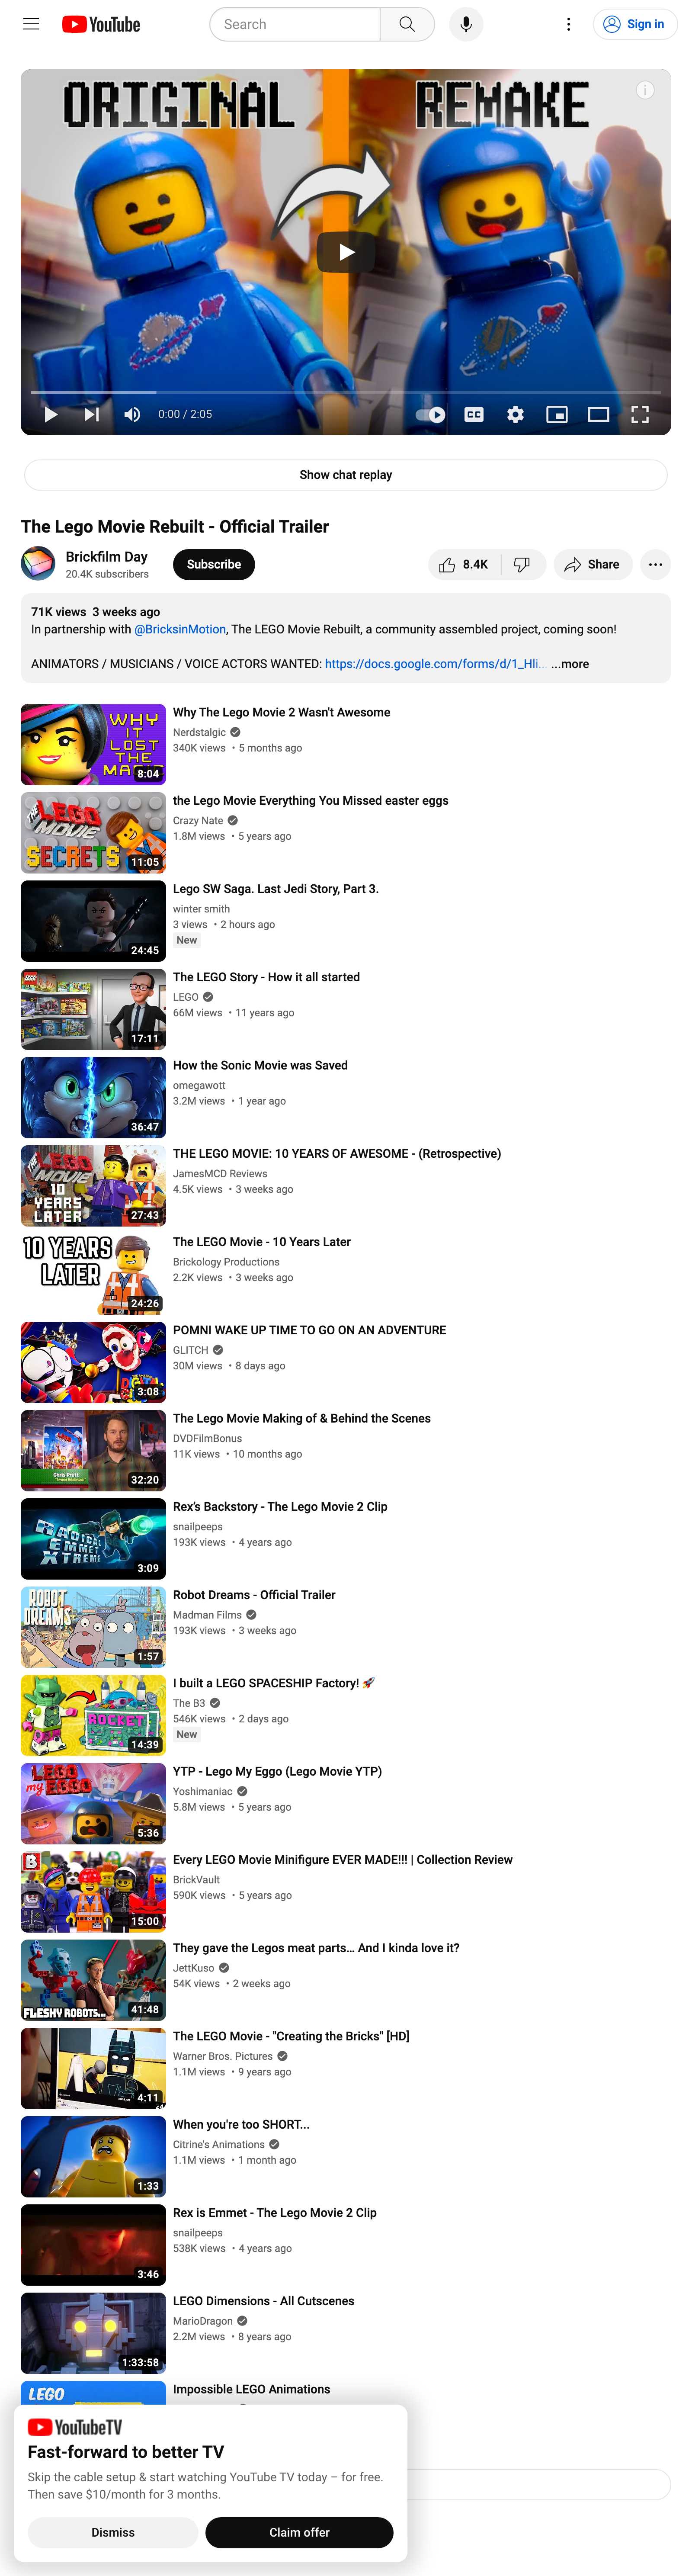 YouTube
Search
Sign in
ORIGINAL
REMAKE
0:00 / 2:05
CC
Show chat replay
The Lego Movie Rebuilt - Official Trailer
Brickfilm Day
20.4K subscribers
Subscribe
8.4K
Share
71K views 3 weeks ago
In partnership with @BricksinMotion, The LEGO Movie Rebuilt, a community assembled project, coming soon!
ANIMATORS / MUSICIANS / VOICE ACTORS WANTED: https://docs.google.com/forms/d/1_Hli... ...more
WHY
IT
LOST
THE
8:04
Why The Lego Movie 2 Wasn't Awesome
Nerdstalgic
340K views • 5 months ago
THE
LEGO
MOVIE
SECRETS
11:05
the Lego Movie Everything You Missed easter eggs
Crazy Nate
1.8M views • 5 years ago
24:45
Lego SW Saga. Last Jedi Story, Part 3.
winter smith
3 views • 2 hours ago
New
17:11
The LEGO Story - How it all started
LEGO
66M views • 11 years ago
36:47
How the Sonic Movie was Saved
omegawott
3.2M views • 1 year ago
THE
LEGO
MOVIE
10
YEARS
LATER
27:43
THE LEGO MOVIE: 10 YEARS OF AWESOME - (Retrospective)
JamesMCD Reviews
4.5K views • 3 weeks ago
10 YEARS
LATER
24:26
The LEGO Movie - 10 Years Later
Brickology Productions
2.2K views • 3 weeks ago
3:08
POMNI WAKE UP TIME TO GO ON AN ADVENTURE
GLITCH
30M views • 8 days ago
Chris Pratt
32:20
The Lego Movie Making of & Behind the Scenes
DVDFilmBonus
11K views • 10 months ago
RADICAL
EMMET
XTREME
3:09
Rex's Backstory - The Lego Movie 2 Clip
snailpeeps
193K views • 4 years ago
ROBOT
DREAMS
1:57
Robot Dreams - Official Trailer
Madman Films
193K views • 3 weeks ago
ROCKET
14:39
I built a LEGO SPACESHIP Factory! 🚀
The B3
546K views • 2 days ago
New
LEGO
my EGGO
5:36
YTP - Lego My Eggo (Lego Movie YTP)
Yoshimaniac
5.8M views • 5 years ago
B
15:00
Every LEGO Movie Minifigure EVER MADE!!! | Collection Review
BrickVault
590K views • 5 years ago
FLESHY ROBOTS...
41:48
They gave the Legos meat parts... And I kinda love it?
JettKuso
54K views • 2 weeks ago
4:11
The LEGO Movie - "Creating the Bricks" [HD]
Warner Bros. Pictures
1.1M views • 9 years ago
1:33
When you're too SHORT...
Citrine's Animations
1.1M views • 1 month ago
3:46
Rex is Emmet - The Lego Movie 2 Clip
snailpeeps
538K views • 4 years ago
1:33:58
LEGO Dimensions - All Cutscenes
MarioDragon
2.2M views • 8 years ago
LEGO
Impossible LEGO Animations
YouTubeTV
Fast-forward to better TV
Skip the cable setup & start watching YouTube TV today – for free.
Then save $10/month for 3 months.
Dismiss
Claim offer